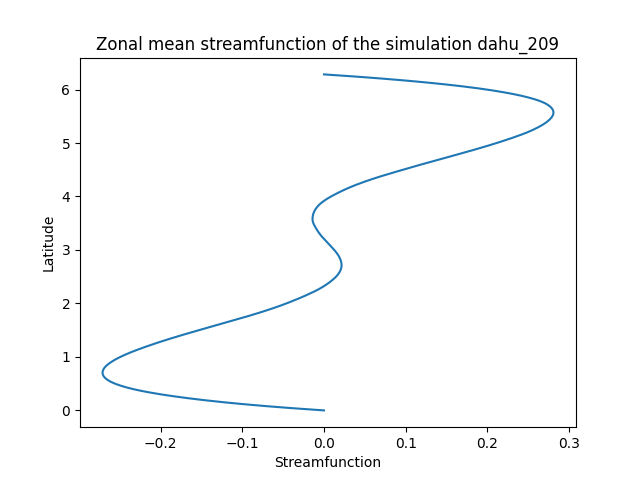 Zonal mean streamfunction of the simulation dahu_209
6
5
4
3
2
1
0
Latitude
−0.2 −0.1 0.0 0.1 0.2 0.3
Streamfunction